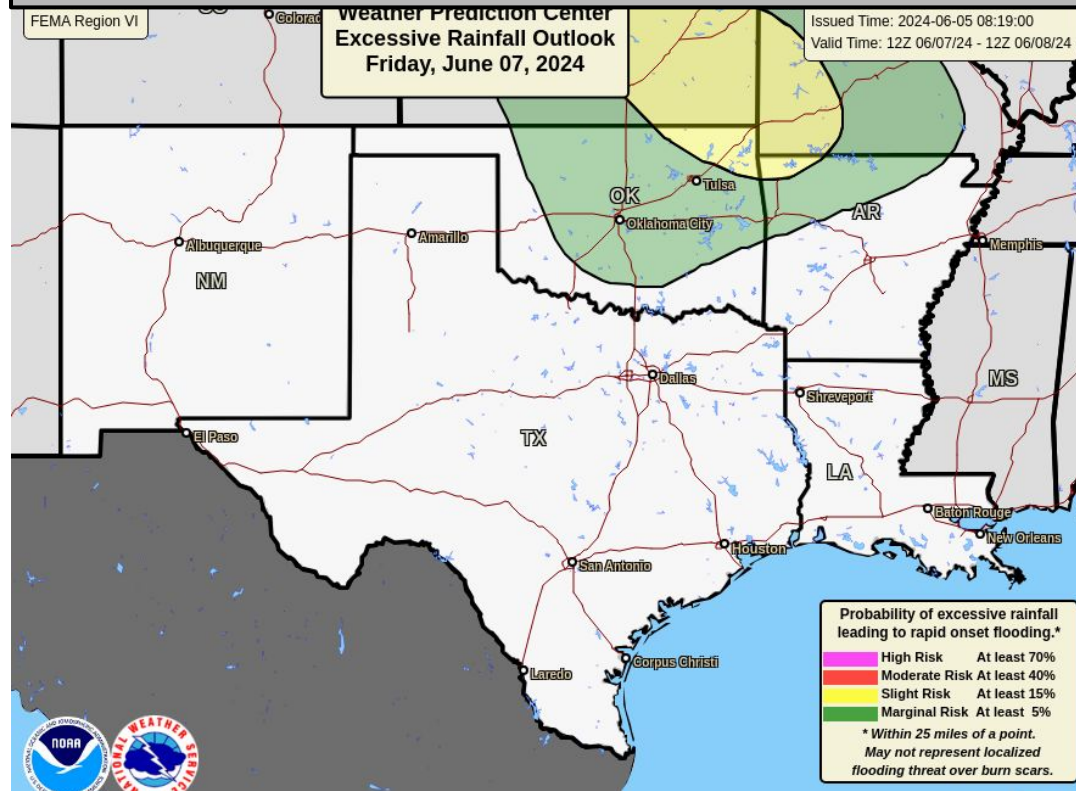 FEMA Region VI
Colorad
Weather Prediction Center
Excessive Rainfall Outlook
Friday, June 07, 2024
Issued Time: 2024-06-05 08:19:00
Valid Time: 12Z 06/07/24 - 12Z 06/08/24
Tulsa
OK
Oklahoma City
AR
Albuquerque
Amarillo
Memphis
NM
Dallas
MS
Shreveport
El Paso
TX
LA
Baton Rouge
New Orleans
Houston
San Antonio
Corpus Christi
Laredo
Probability of excessive rainfall
leading to rapid onset flooding.*
High Risk At least 70%
Moderate Risk At least 40%
Slight Risk At least 15%
Marginal Risk At least 5%
* Within 25 miles of a point.
May not represent localized
flooding threat over burn scars.
NOAA
NATIONAL WEATHER SERVICE